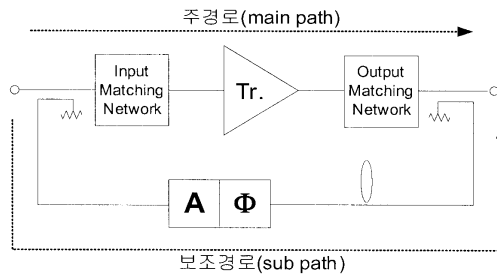 주경로(main path)
Input
Matching
Network
Tr.
Output
Matching
Network
A Φ
보조경로(sub path)